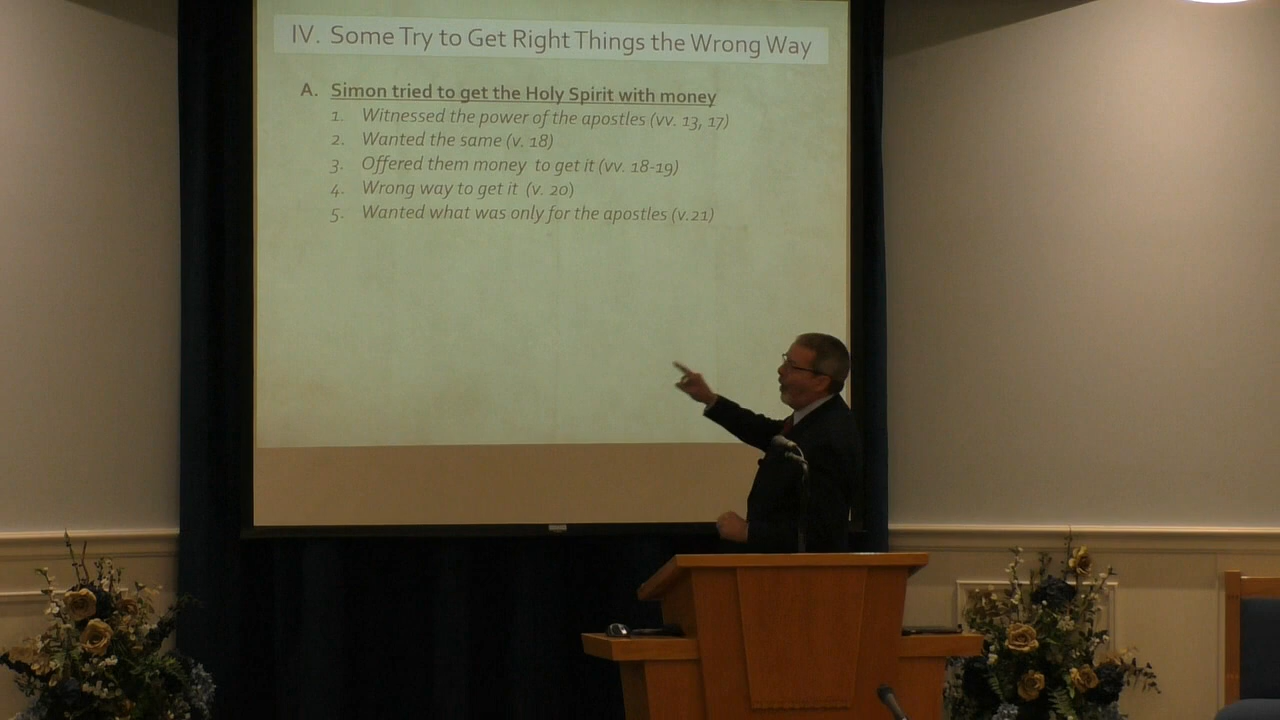 IV. Some Try to Get Right Things the Wrong Way
A. Simon tried to get the Holy Spirit with money
1. Witnessed the power of the apostles (vv. 13, 17)
2. Wanted the same (v. 18)
3. Offered them money to get it (vv. 18-19)
4. Wrong way to get it (v. 20)
5. Wanted what was only for the apostles (v.21)